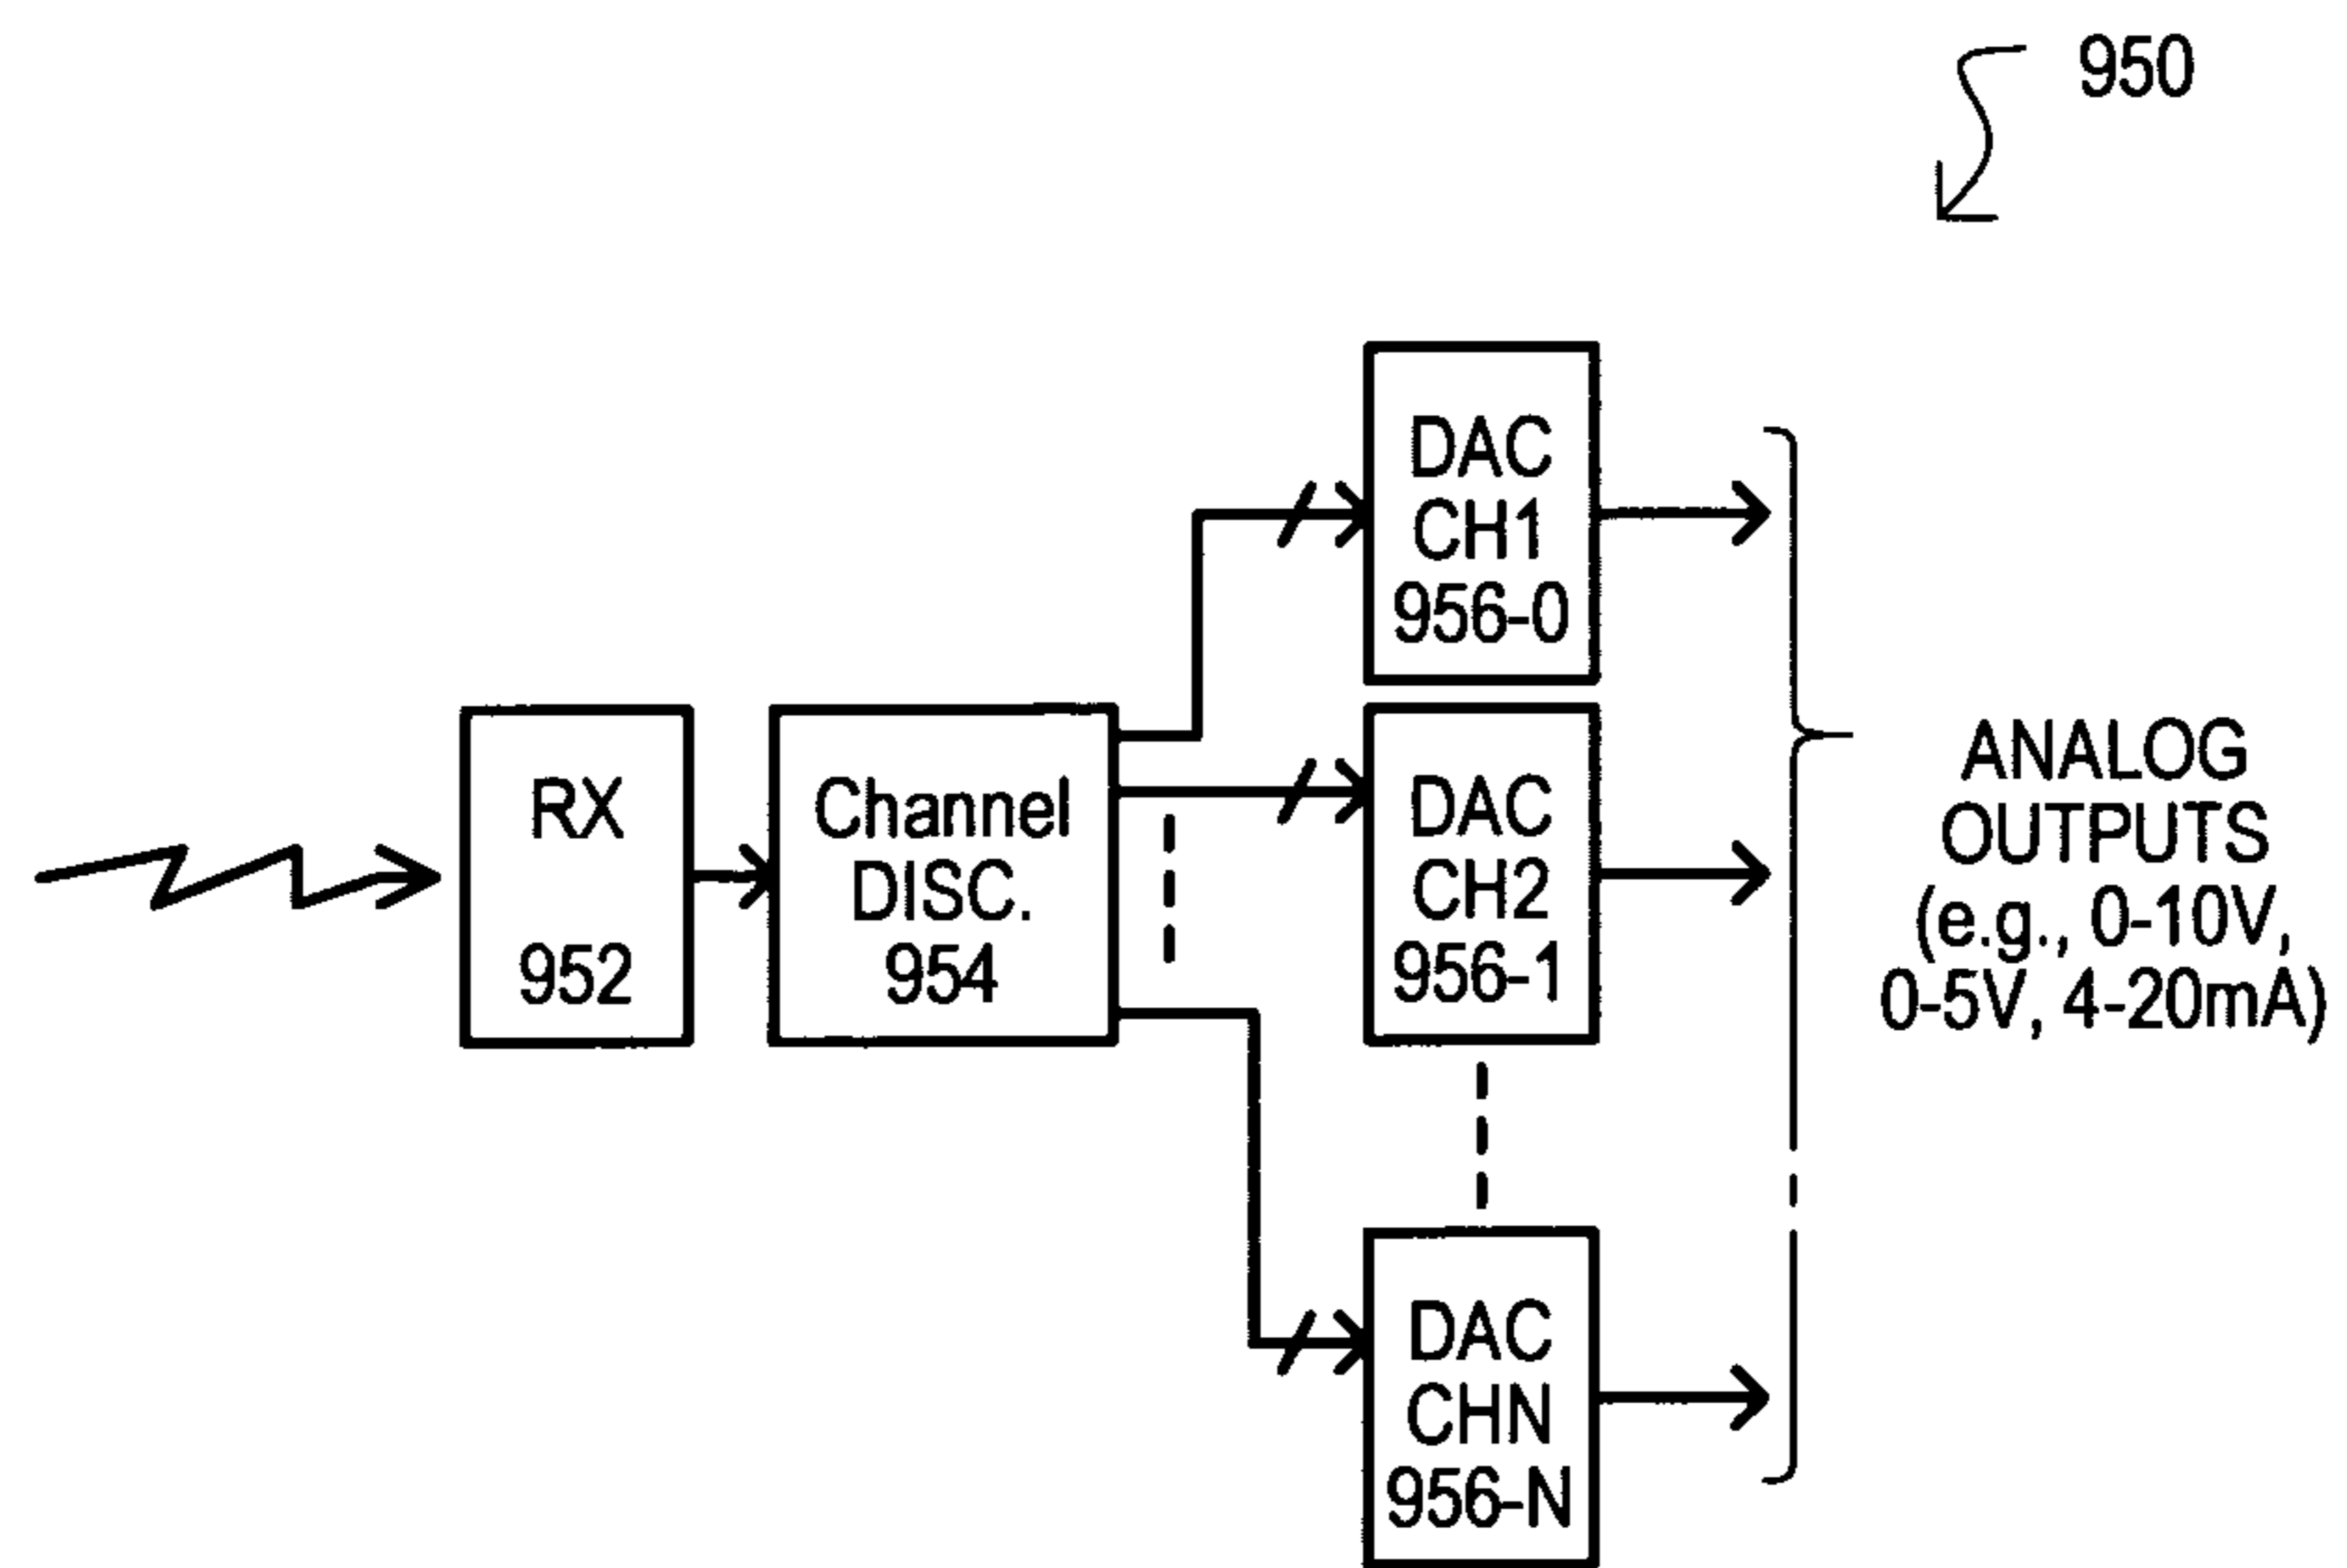 950
DAC
CH1
956-0
RX
952
Channel
DISC.
954
DAC
CH2
956-1
DAC
CHN
956-N
ANALOG
OUTPUTS
(e.g., 0-10V,
0-5V, 4-20mA)